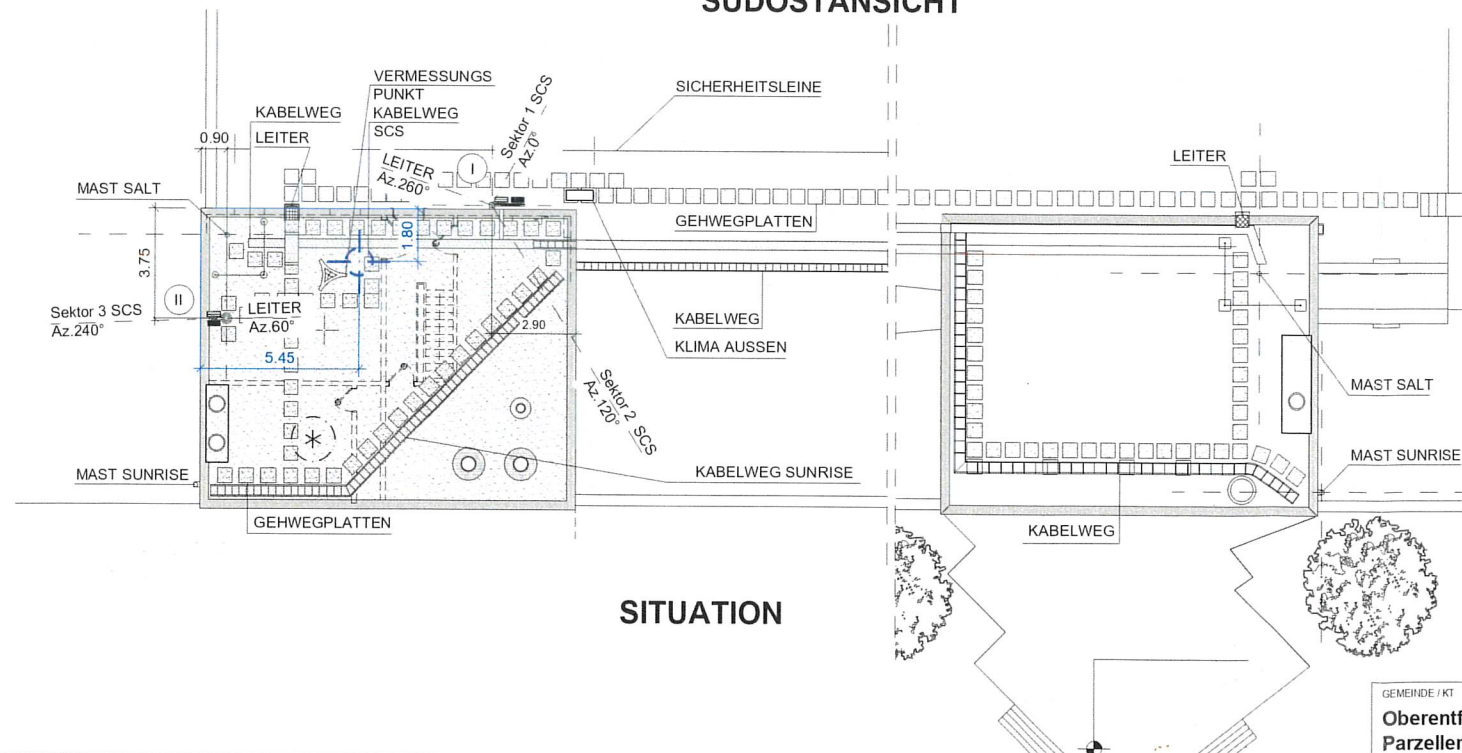 SÜDOSTANSICHT
VERMESSUNGS
PUNKT
KABELWEG
SCS
KABELWEG
LEITER
0.90
MAST SALT
3.75
LEITER
Az.260°
I
Sektor 1 SCS
Az.0°
SICHERHEITSLEINE
LEITER
GEHWEGPLATTEN
1.80
II
Sektor 3 SCS
Az.240°
LEITER
Az.60°
5.45
2.90
KABELWEG
KLIMA AUSSEN
Sektor 2 SCS
Az.120°
MAST SALT
MAST SUNRISE
KABELWEG SUNRISE
MAST SUNRISE
GEHWEGPLATTEN
KABELWEG
SITUATION
GEMEINDE / KT
Oberentf
Parzellen